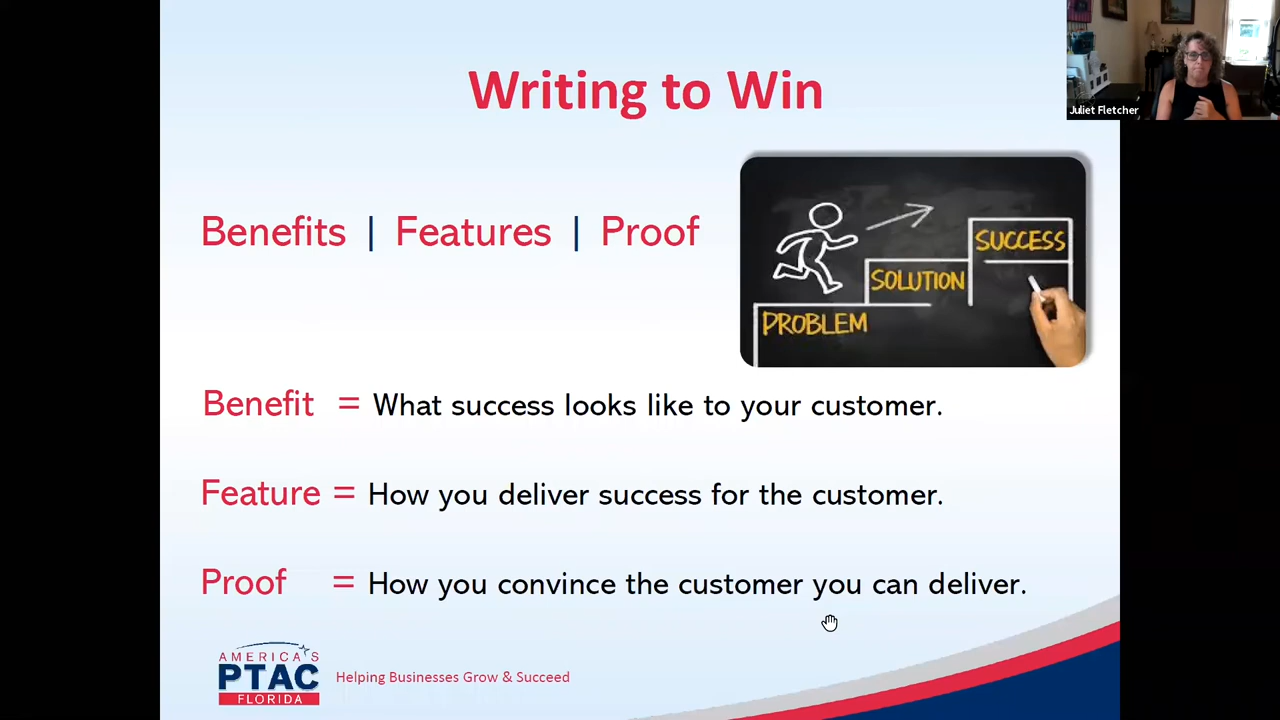 Writing to Win
Juliet Fletcher
Benefits | Features | Proof
SUCCESS
SOLUTION
PROBLEM
Benefit = What success looks like to your customer.
Feature = How you deliver success for the customer.
Proof = How you convince the customer you can deliver.
AMERICA'S
PTAC
FLORIDA
Helping Businesses Grow & Succeed